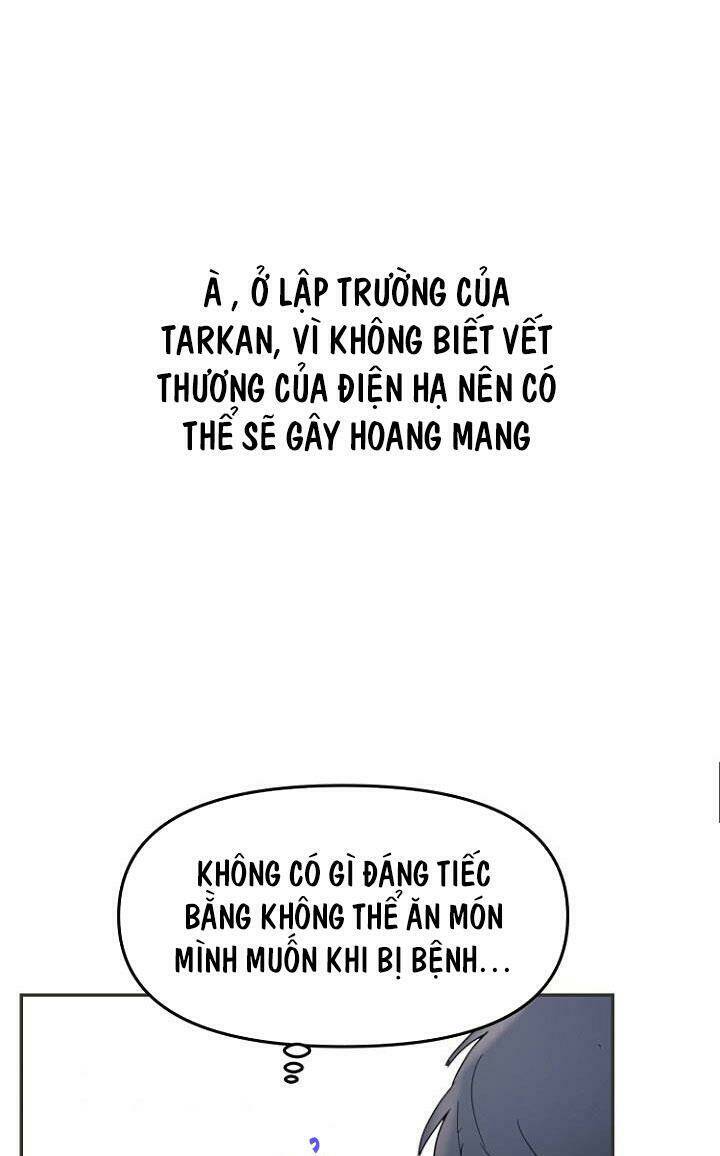 À , Ở LẬP TRƯỜNG CỦA
TARKAN, VÌ KHÔNG BIẾT VẾT
THƯƠNG CỦA ĐIỆN HẠ NÊN CÓ
THỂ SẼ GÂY HOANG MANG
KHÔNG CÓ GÌ ĐÁNG TIẾC
BẰNG KHÔNG THỂ ĂN MÓN
MÌNH MUỐN KHI BỊ BỆNH...